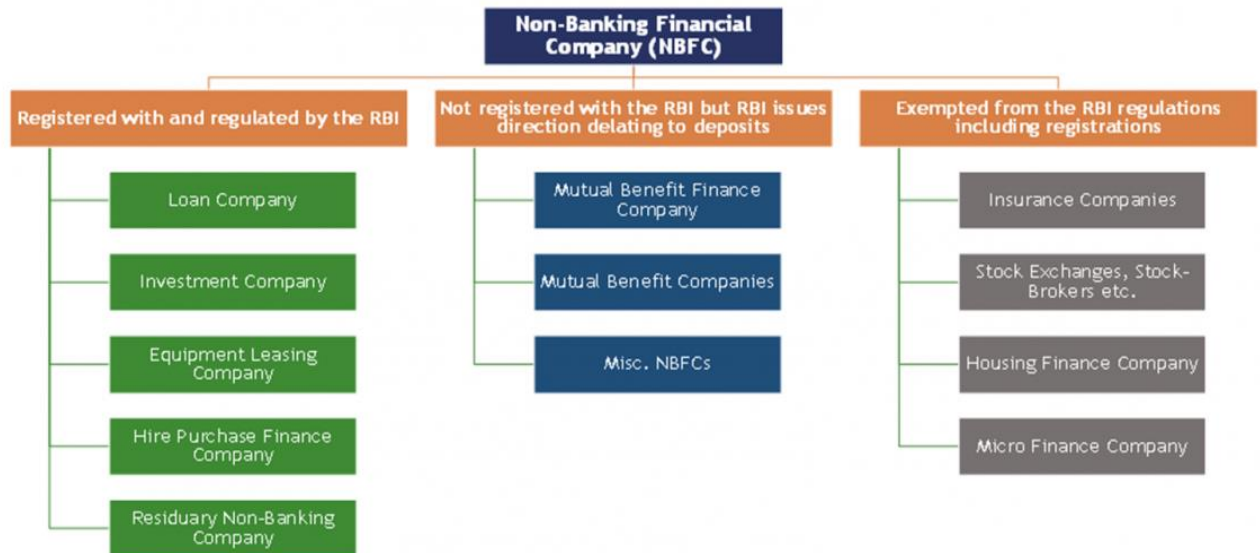 Non-Banking Financial
Company (NBFC)
Registered with and regulated by the RBI
Loan Company
Investment Company
Equipment Leasing
Company
Hire Purchase Finance
Company
Residuary Non-Banking
Company
Not registered with the RBI but RBI issues
direction delating to deposits
Mutual Benefit Finance
Company
Mutual Benefit Companies
Misc. NBFCs
Exempted from the RBI regulations
including registrations
Insurance Companies
Stock Exchanges, Stock-
Brokers etc.
Housing Finance Company
Micro Finance Company